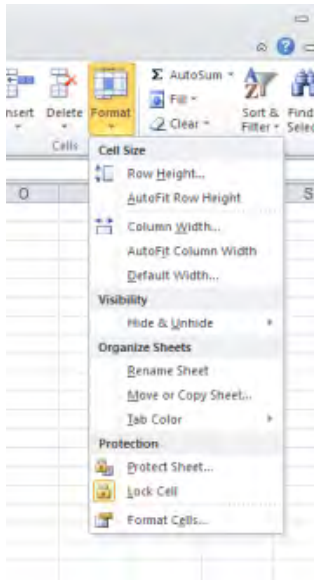 AutoSum
Fill
Clear
Insert Delete Format
Sort & Find
Filter Selec
Cells
Cell Size
Row Height...
AutoFit Row Height
Column Width...
AutoFit Column Width
Default Width...
Visibility
Hide & Unhide
Organize Sheets
Rename Sheet
Move or Copy Sheet...
Tab Color
Protection
Protect Sheet...
Lock Cell
Format Cells...
O
S